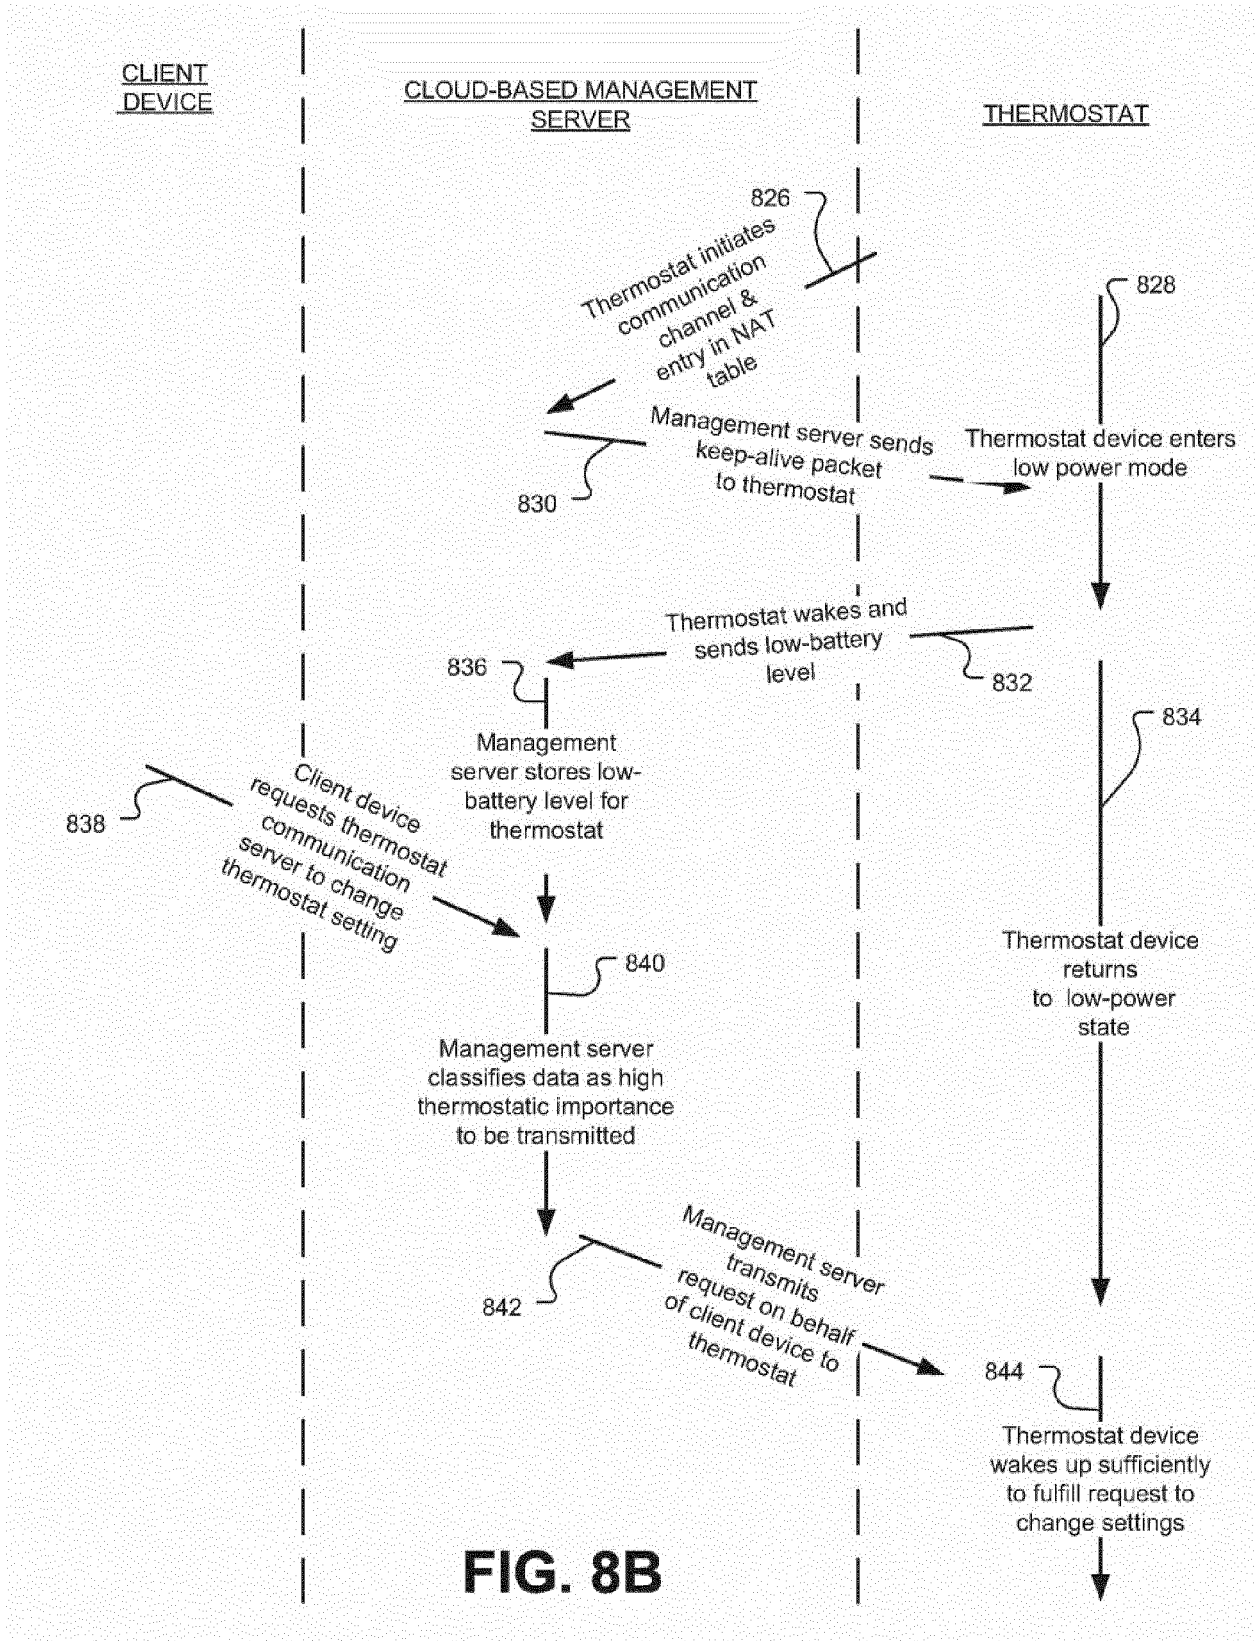 CLIENT
DEVICE
CLOUD-BASED MANAGEMENT
SERVER
THERMOSTAT
826
Thermostat initiates
communication
channel &
entry in NAT
table
828
Thermostat device enters
low power mode
Management server sends
keep-alive packet
to thermostat
830
Thermostat wakes and
sends low-battery
level
832
836
Management
server stores low-
battery level for
thermostat
834
Thermostat device
returns
to low-power
state
838
Client device
requests thermostat
communication
server to change
thermostat setting
840
Management server
classifies data as high
thermostatic importance
to be transmitted
842
Management server
transmits
request on behalf
of client device to
thermostat
844
Thermostat device
wakes up sufficiently
to fulfill request to
change settings
FIG. 8B